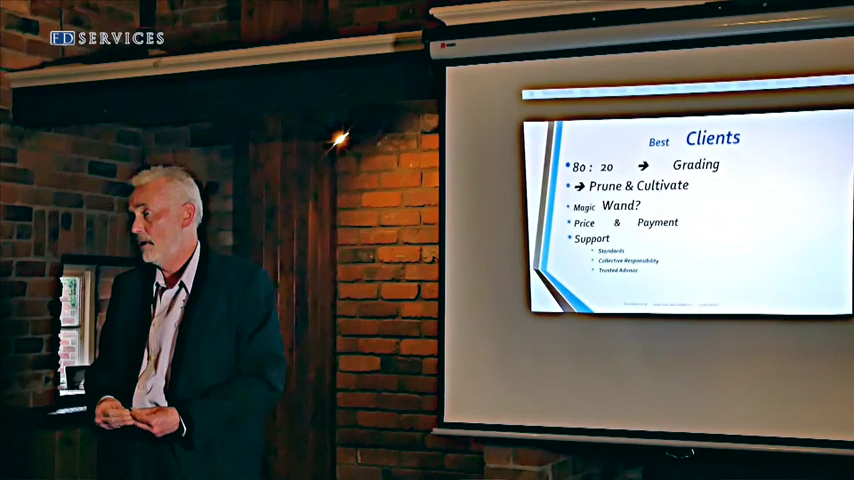 FD SERVICES
Best Clients
80 : 20 → Grading
→ Prune & Cultivate
Magic Wand?
Price & Payment
Support
Standards
Collective Responsibility
Trusted Advisor